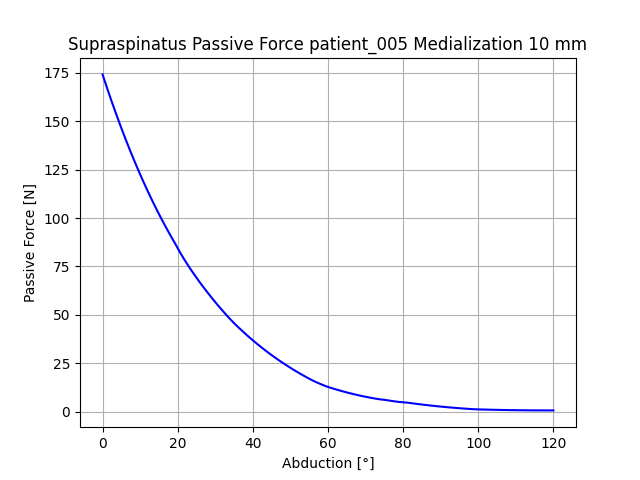 Supraspinatus Passive Force patient_005 Medialization 10 mm
175
150
125
100
75
50
25
0
Passive Force [N]
0 20 40 60 80 100 120
Abduction [°]